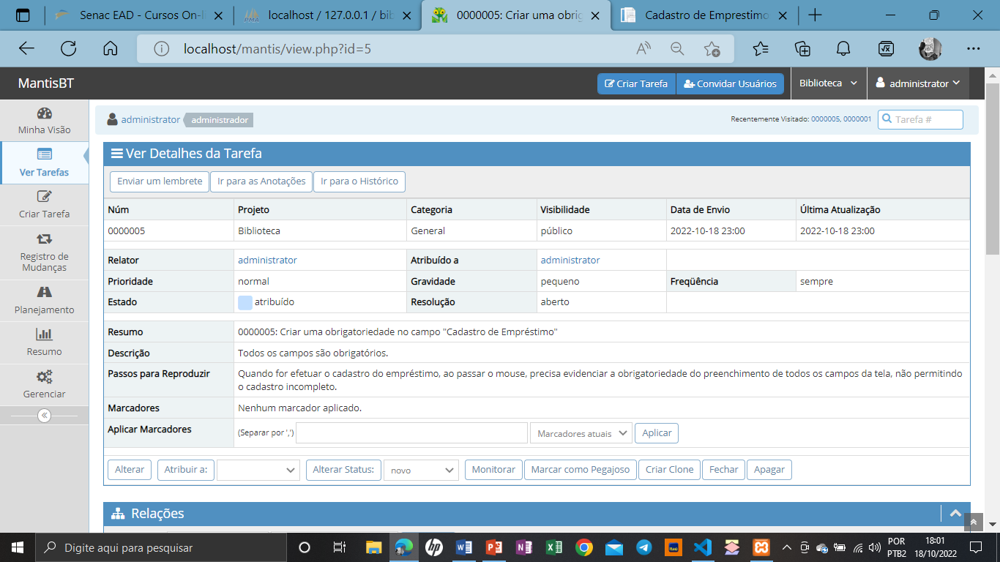 Senac EAD - Cursos On-li
localhost / 127.0.0.1 / bib
0000005: Criar uma obrig
Cadastro de Emprestimo
localhost/mantis/view.php?id=5
MantisBT
Criar Tarefa
Convidar Usuários
Biblioteca
administrator
Minha Visão
Ver Tarefas
Criar Tarefa
Registro de
Mudanças
Planejamento
Resumo
Gerenciar
administrator administrador
Recentemente Visitado: 0000005, 0000001
Tarefa #
Ver Detalhes da Tarefa
Enviar um lembrete Ir para as Anotações Ir para o Histórico
Núm Projeto Categoria Visibilidade Data de Envio Última Atualização
0000005 Biblioteca General público 2022-10-18 23:00 2022-10-18 23:00
Relator administrator Atribuído a administrator
Prioridade normal Gravidade pequeno Freqüência sempre
Estado atribuído Resolução aberto
Resumo 0000005: Criar uma obrigatoriedade no campo "Cadastro de Empréstimo"
Descrição Todos os campos são obrigatórios.
Passos para Reproduzir Quando for efetuar o cadastro do empréstimo, ao passar o mouse, precisa evidenciar a obrigatoriedade do preenchimento de todos os campos da tela, não permitindo
o cadastro incompleto.
Marcadores Nenhum marcador aplicado.
Aplicar Marcadores (Separar por ',') Marcadores atuais Aplicar
Alterar Atribuir a: Alterar Status: novo Monitorar Marcar como Pegajoso Criar Clone Fechar Apagar
Relações
Digite aqui para pesquisar
POR
PTB2
18:01
18/10/2022